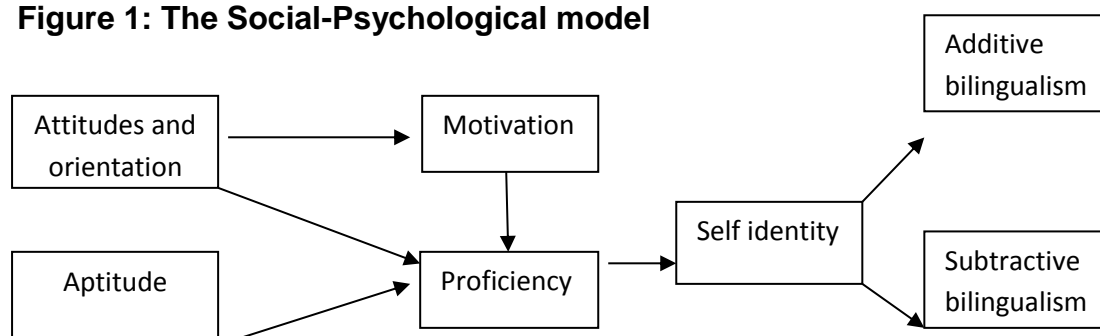 Figure 1: The Social-Psychological model
Additive
bilingualism
Attitudes and
orientation
Motivation
Self identity
Aptitude
Proficiency
Subtractive
bilingualism